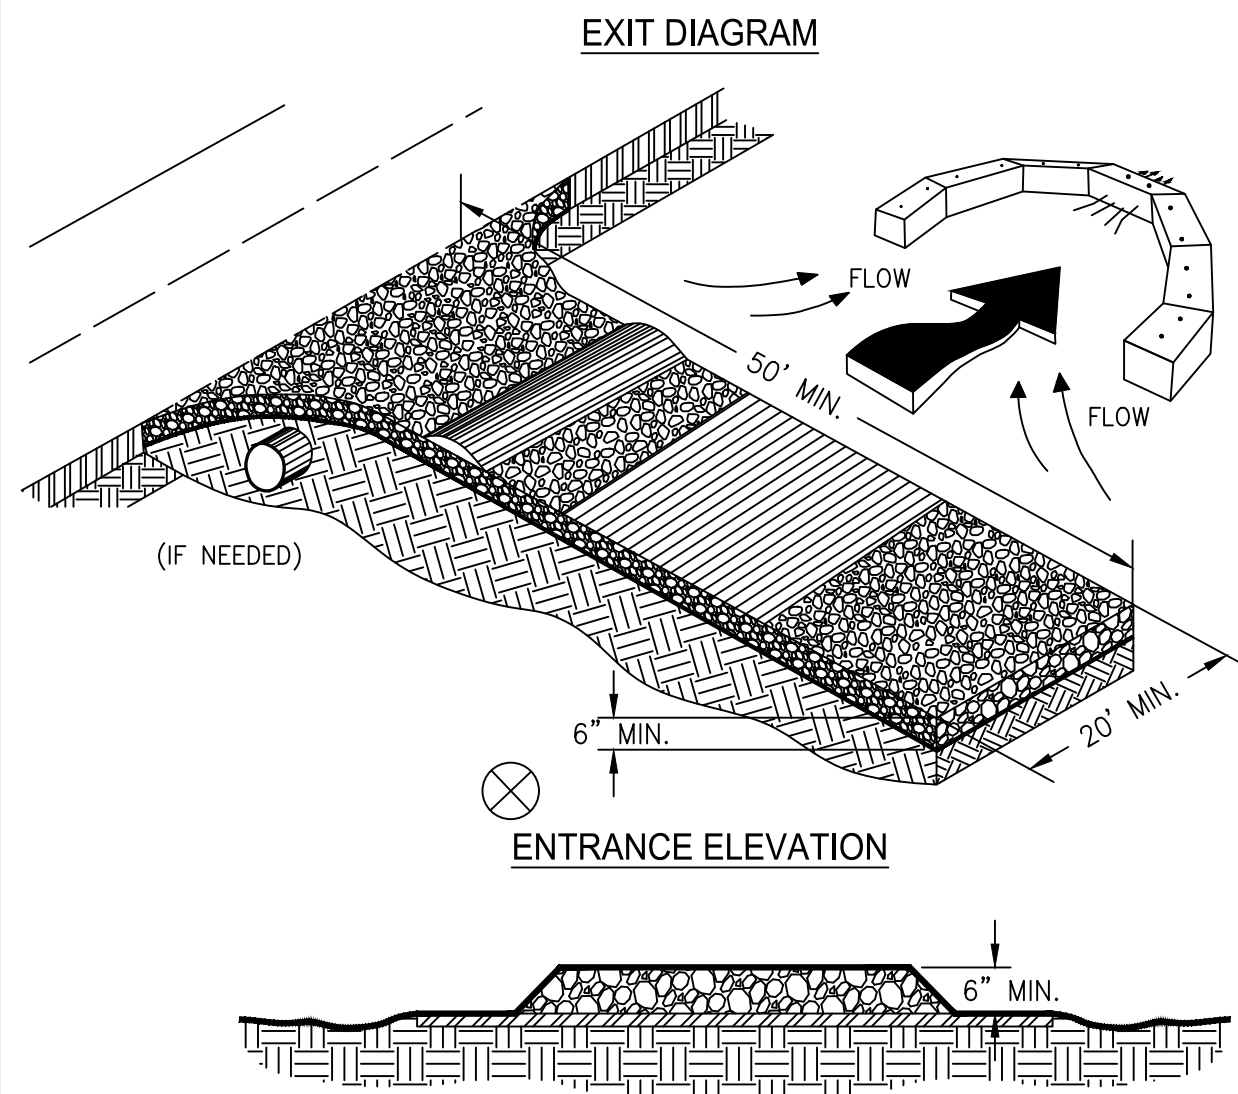 EXIT DIAGRAM
FLOW
50' MIN.
FLOW
(IF NEEDED)
20' MIN.
6" MIN.
ENTRANCE ELEVATION
6" MIN.